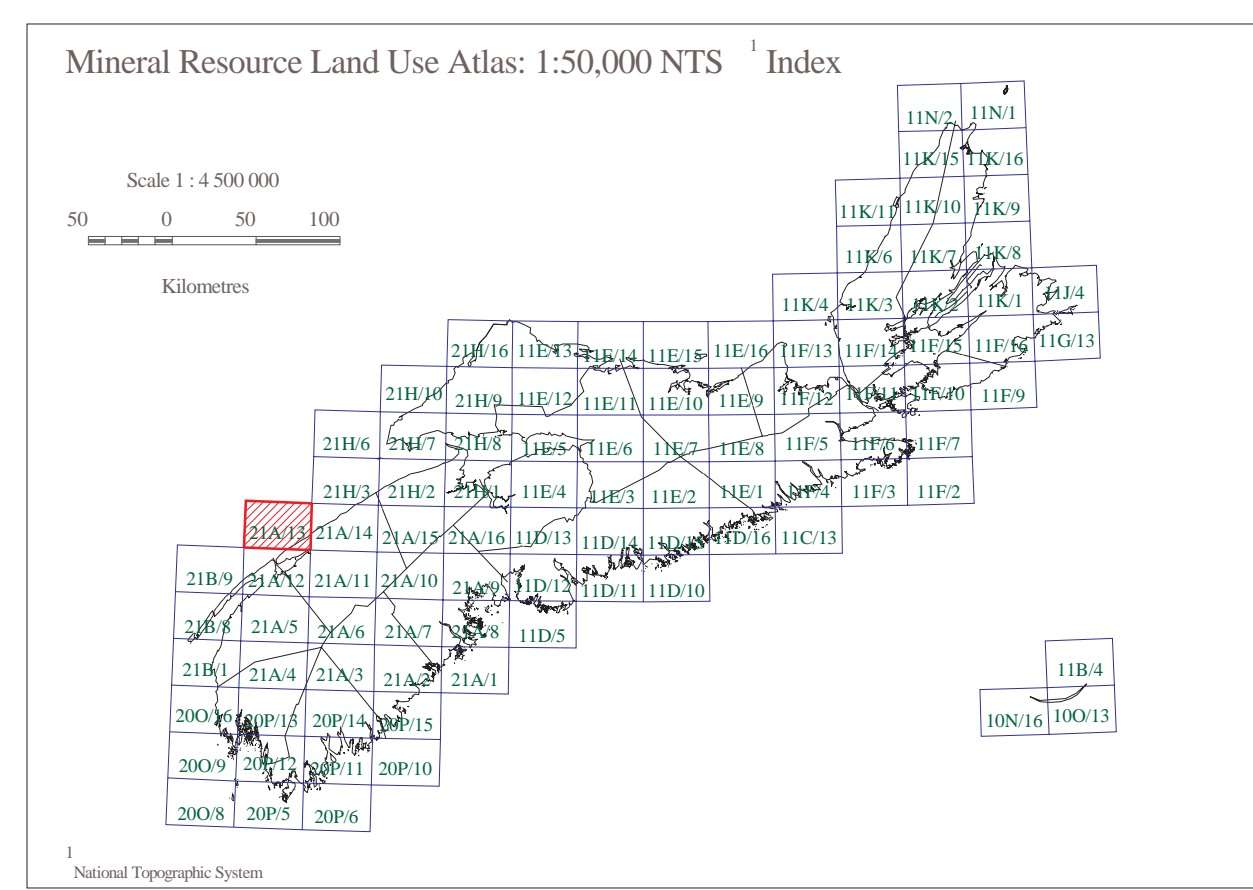 Mineral Resource Land Use Atlas: 1:50,000 NTS 1 Index
11N/2 11N/1
11K/15 11K/16
Scale 1 : 4 500 000
50 0 50 100
11K/11 11K/10 11K/9
11K/6 11K/7 11K/8
Kilometres
11K/4 11K/3 11K/2 11K/1 11J/4
21H/16 11E/13 11E/14 11E/15 11E/16 11F/13 11F/14 11F/15 11F/16 11G/13
21H/10 21H/9 11E/12 11E/11 11E/10 11E/9 11F/12 11F/11 11F/10 11F/9
21H/6 21H/7 21H/8 11E/5 11E/6 11E/7 11E/8 11F/5 11F/6 11F/7
21H/3 21H/2 21H/1 11E/4 11E/3 11E/2 11E/1 11F/4 11F/3 11F/2
21A/13 21A/14 21A/15 21A/16 11D/13 11D/14 11D/15 11D/16 11C/13
21B/9 21A/12 21A/11 21A/10 21A/9 11D/12 11D/11 11D/10
21B/8 21A/5 21A/6 21A/7 21A/8 11D/5
21B/1 21A/4 21A/3 21A/2 21A/1 11B/4
20O/16 20P/13 20P/14 20P/15 10N/16 10O/13
20O/9 20P/12 20P/11 20P/10
20O/8 20P/5 20P/6
1
National Topographic System